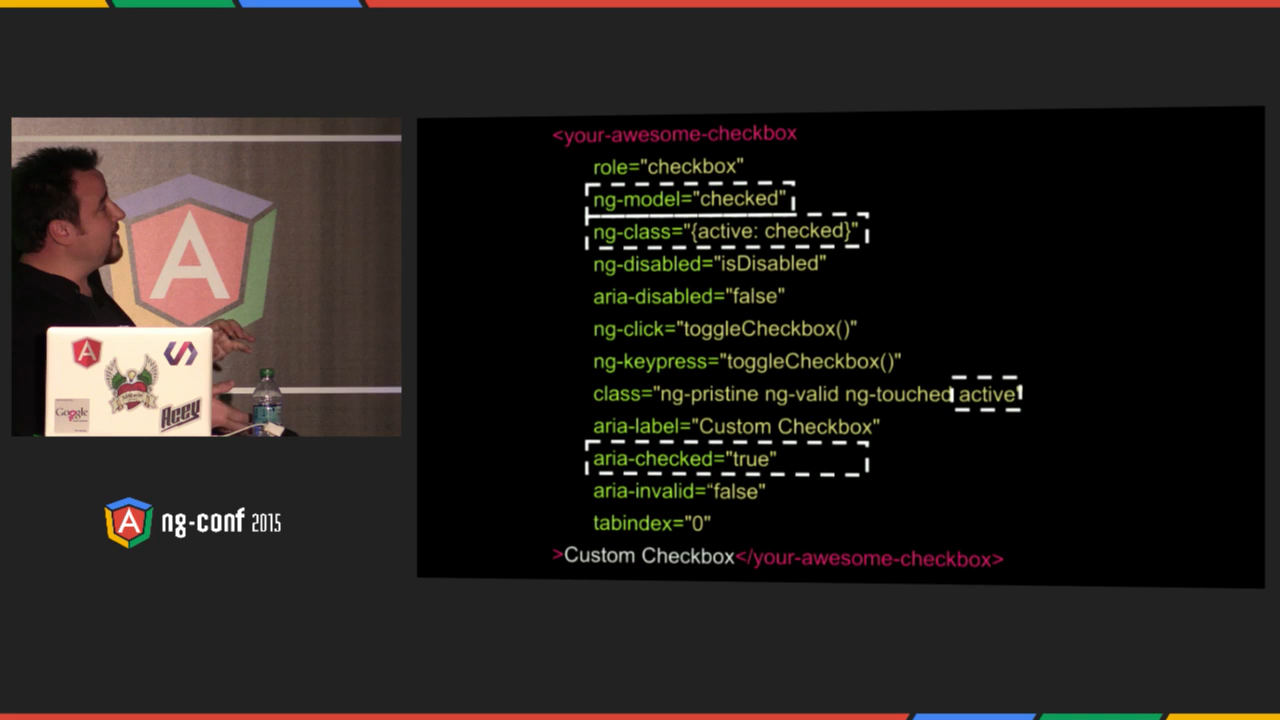 A
A
Google
Acey
ng-conf 2015
<your-awesome-checkbox
role="checkbox"
ng-model="checked"
ng-class="{active: checked}"
ng-disabled="isDisabled"
aria-disabled="false"
ng-click="toggleCheckbox()"
ng-keypress="toggleCheckbox()"
class="ng-pristine ng-valid ng-touched active"
aria-label="Custom Checkbox"
aria-checked="true"
aria-invalid=“false"
tabindex="0"
>Custom Checkbox</your-awesome-checkbox>